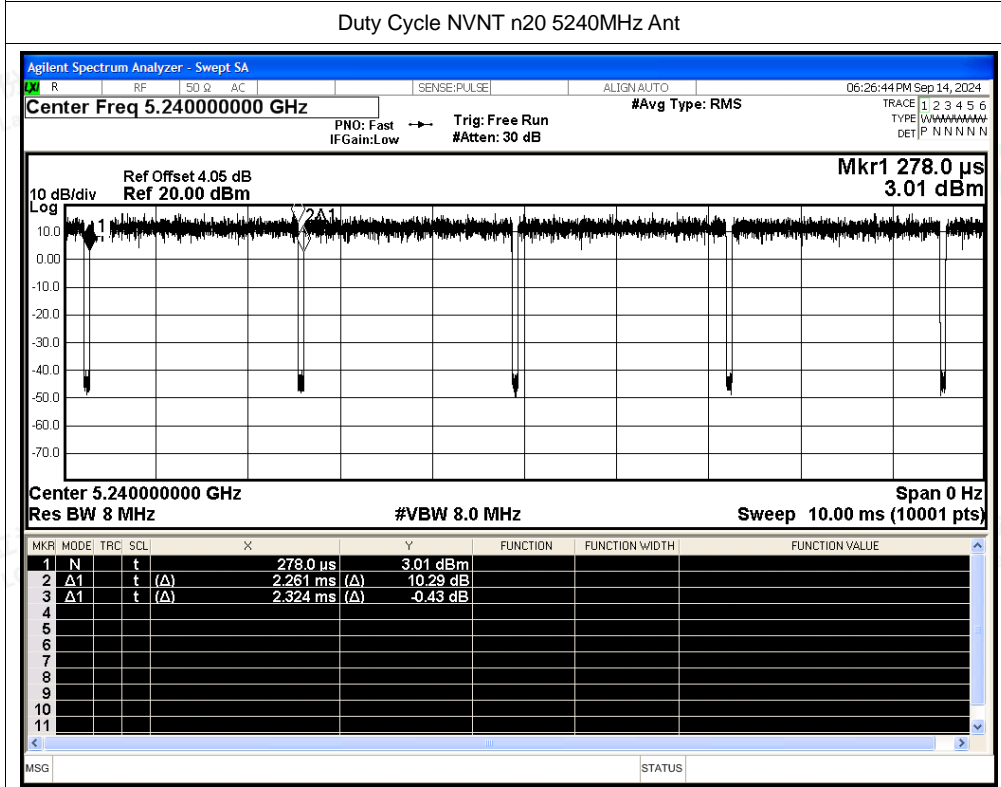 Duty Cycle NVNT n20 5240MHz Ant
Agilent Spectrum Analyzer - Swept SA
LXI R RF 50 Ω AC SENSE:PULSE ALIGN AUTO 06:26:44 PM Sep 14, 2024
Center Freq 5.240000000 GHz #Avg Type: RMS TRACE 1 2 3 4 5 6
PNO: Fast Trig: Free Run TYPE WWWWWW
IFGain:Low #Atten: 30 dB DET P N N N N N
Mkr1 278.0 µs
Ref Offset 4.05 dB
10 dB/div Ref 20.00 dBm 3.01 dBm
Log
1 2Δ1
10.0
0.00
-10.0
-20.0
-30.0
-40.0
-50.0
-60.0
-70.0
Center 5.240000000 GHz Span 0 Hz
Res BW 8 MHz #VBW 8.0 MHz Sweep 10.00 ms (10001 pts)
MKR MODE TRC SCL X Y FUNCTION FUNCTION WIDTH FUNCTION VALUE
1 N t 278.0 µs 3.01 dBm
2 Δ1 t (Δ) 2.261 ms (Δ) 10.29 dB
3 Δ1 t (Δ) 2.324 ms (Δ) -0.43 dB
4
5
6
7
8
9
10
11
MSG STATUS